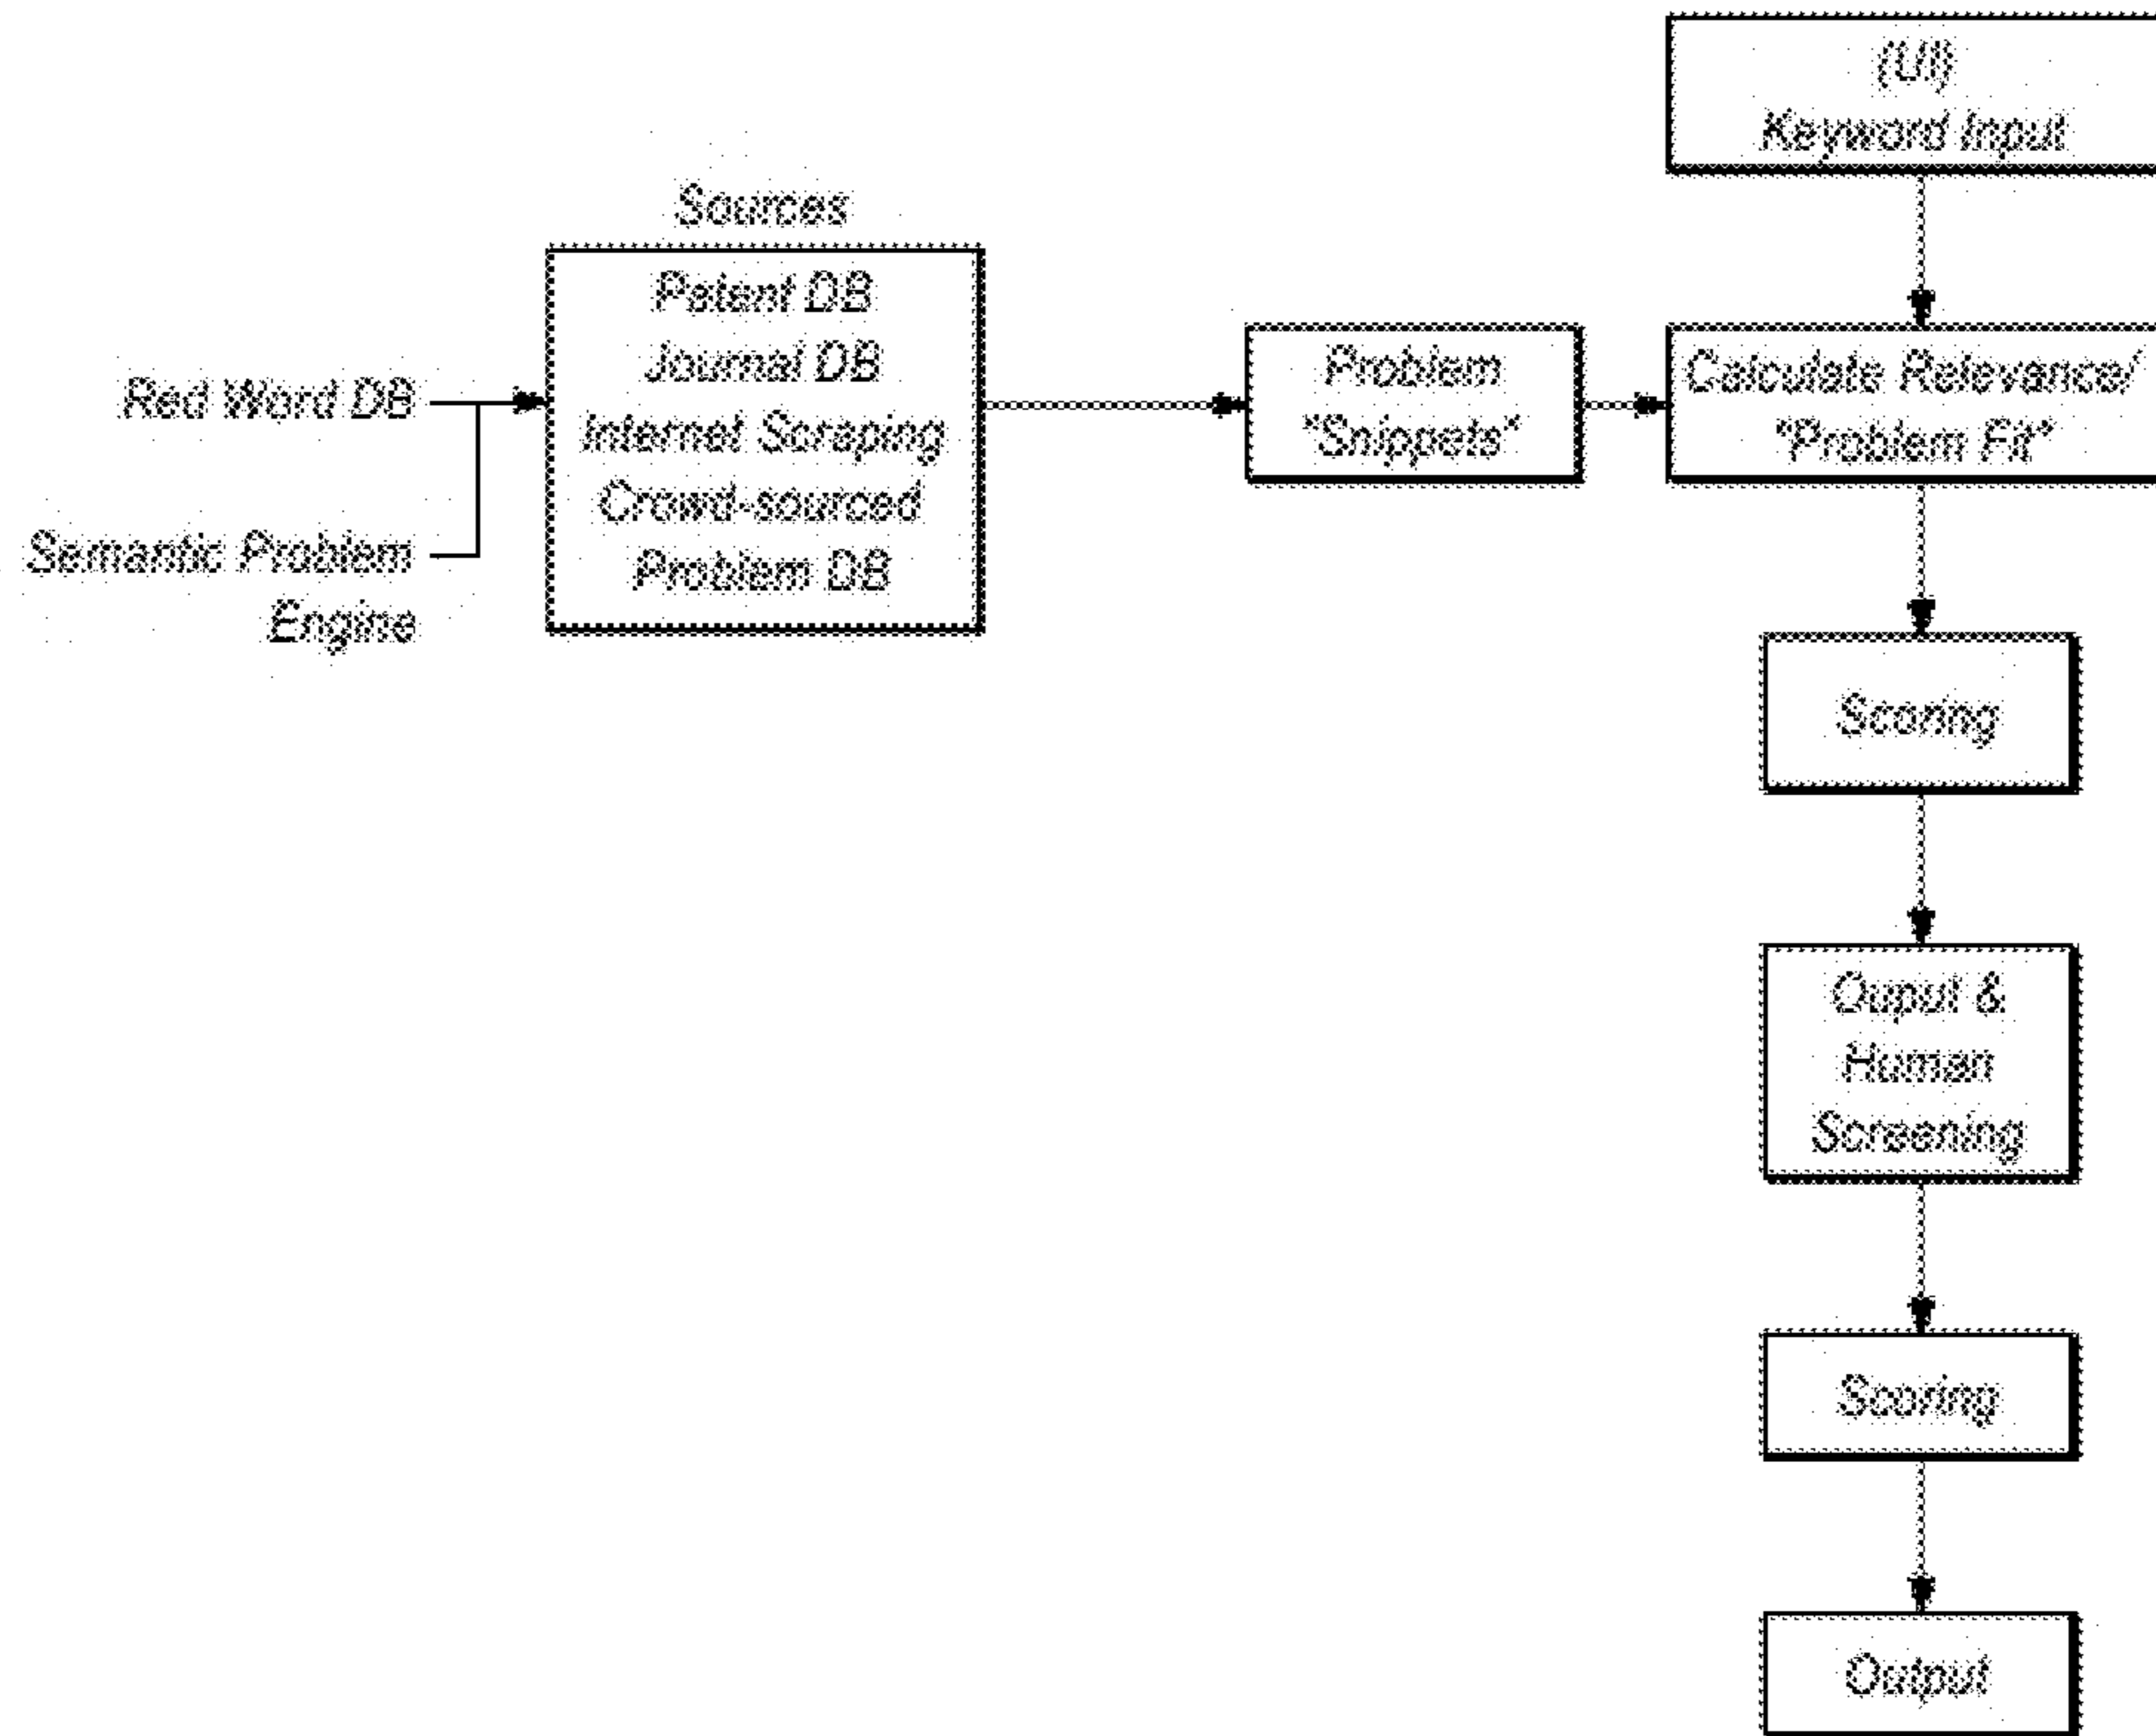 (UI)
Keyword Input
Sources
Patent DB
Journal DB
Internet Scraping
Crowd-sourced
Problem DB
Red Word DB
Semantic Problem
Engine
Problem
"Snippets"
Calculate Relevance/
"Problem Fit"
Scoring
Ouput &
Human
Screening
Scoring
Output